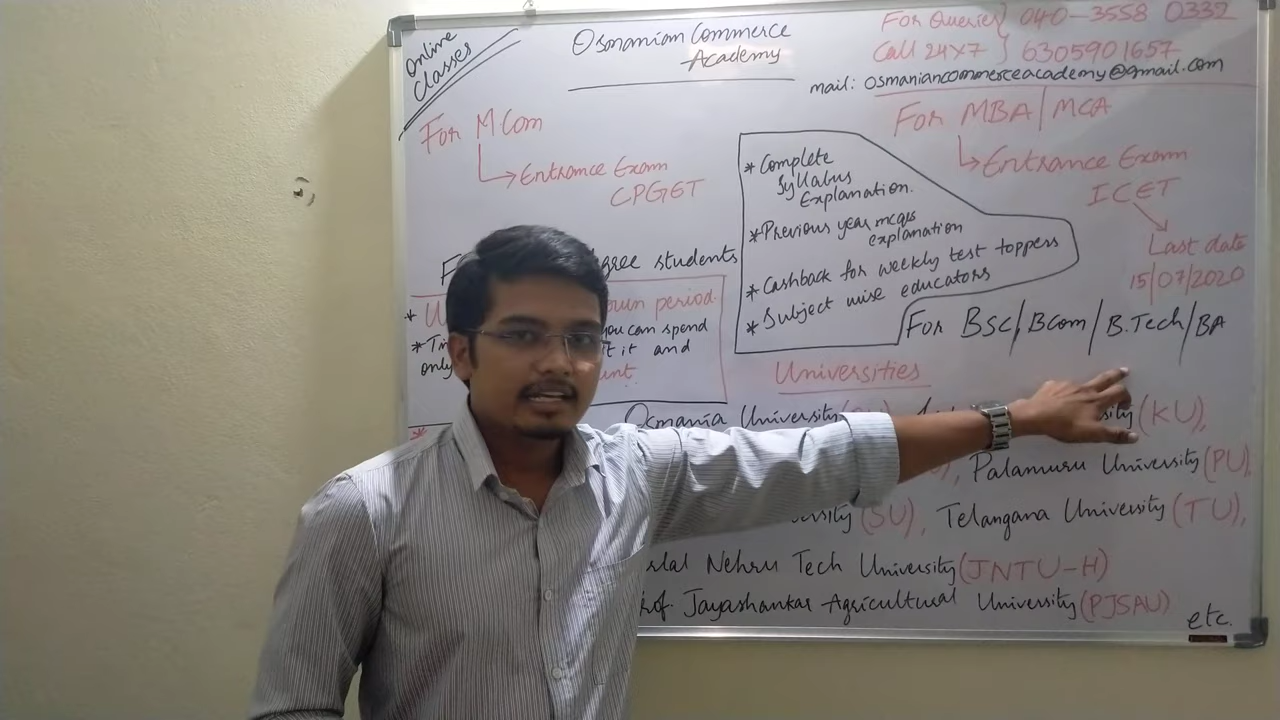 Online
Classes
Osmanian Commerce
Academy
For Queries} 040-3558 0332
Call 24x7 } 6305901657
mail: osmaniancommerceacademy@gmail.com
For M Com
Entrance Exam
CPGET
For MBA/MCA
Entrance Exam
ICET
Last date
15/07/2020
* Complete
Syllabus
Explanation.
* Previous year mcqs
explanation
* Cashback for weekly test toppers
* Subject wise educators
students
* period.
* you can spend
only it and
For BSC/BCom/B.Tech/BA
Universities
Osmania University (KU),
Palamuru University (PU),
(SU), Telangana University (TU),
Nehru Tech University (JNTU-H)
Jayashankar Agricultural University (PJSAU)
etc.